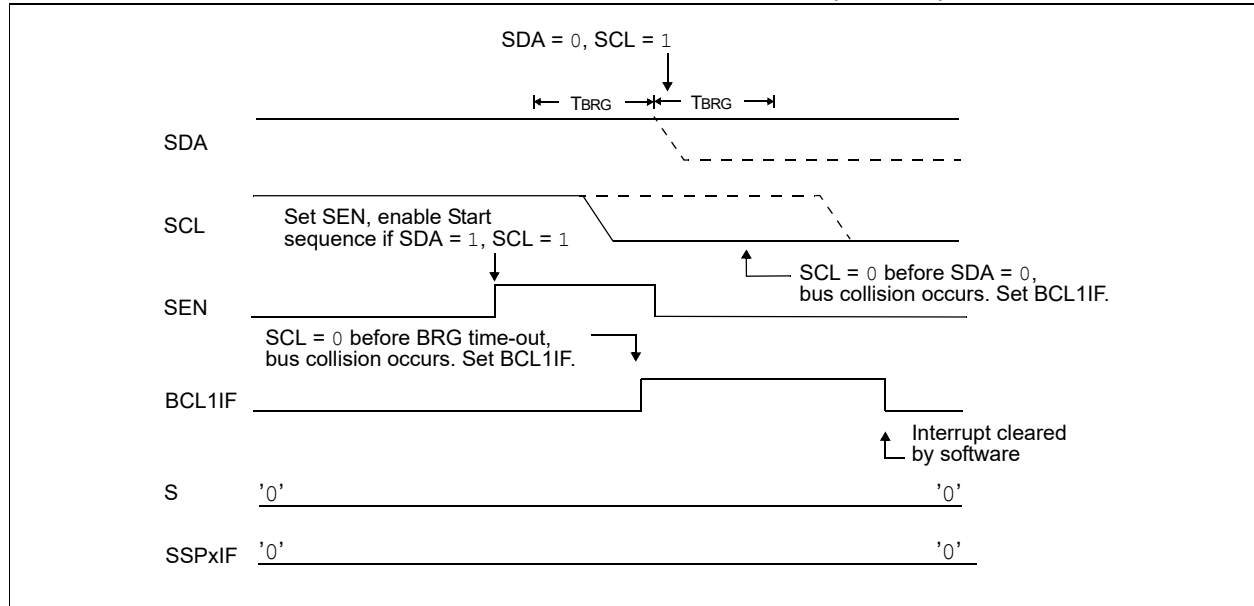 SDA = 0, SCL = 1
TBRG TBRG
SDA
SCL
Set SEN, enable Start
sequence if SDA = 1, SCL = 1
SCL = 0 before SDA = 0,
bus collision occurs. Set BCL1IF.
SEN
SCL = 0 before BRG time-out,
bus collision occurs. Set BCL1IF.
BCL1IF
Interrupt cleared
by software
S '0' '0'
SSPxIF '0' '0'